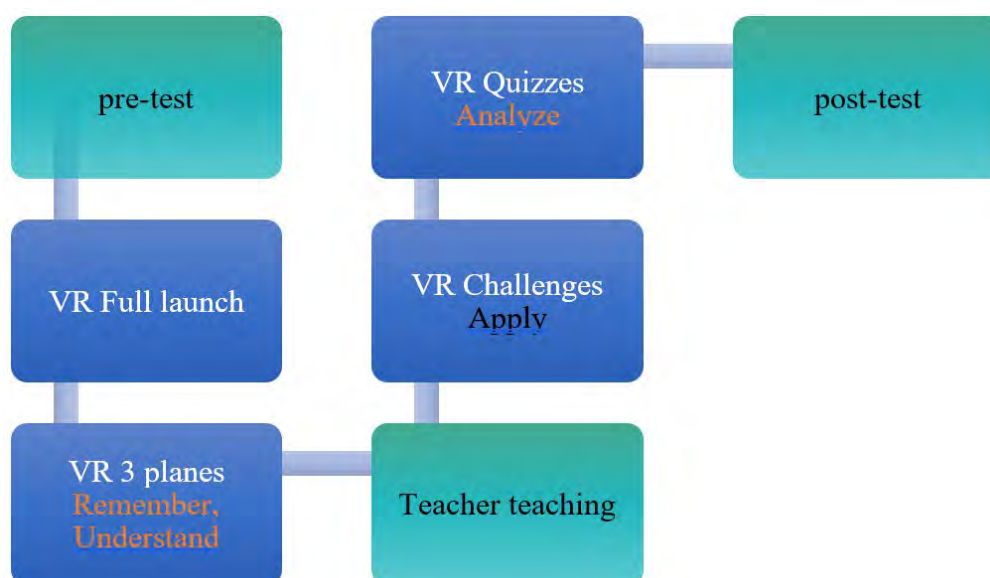 pre-test
VR Full launch
VR 3 planes
Remember,
Understand
Teacher teaching
VR Challenges
Apply
VR Quizzes
Analyze
post-test